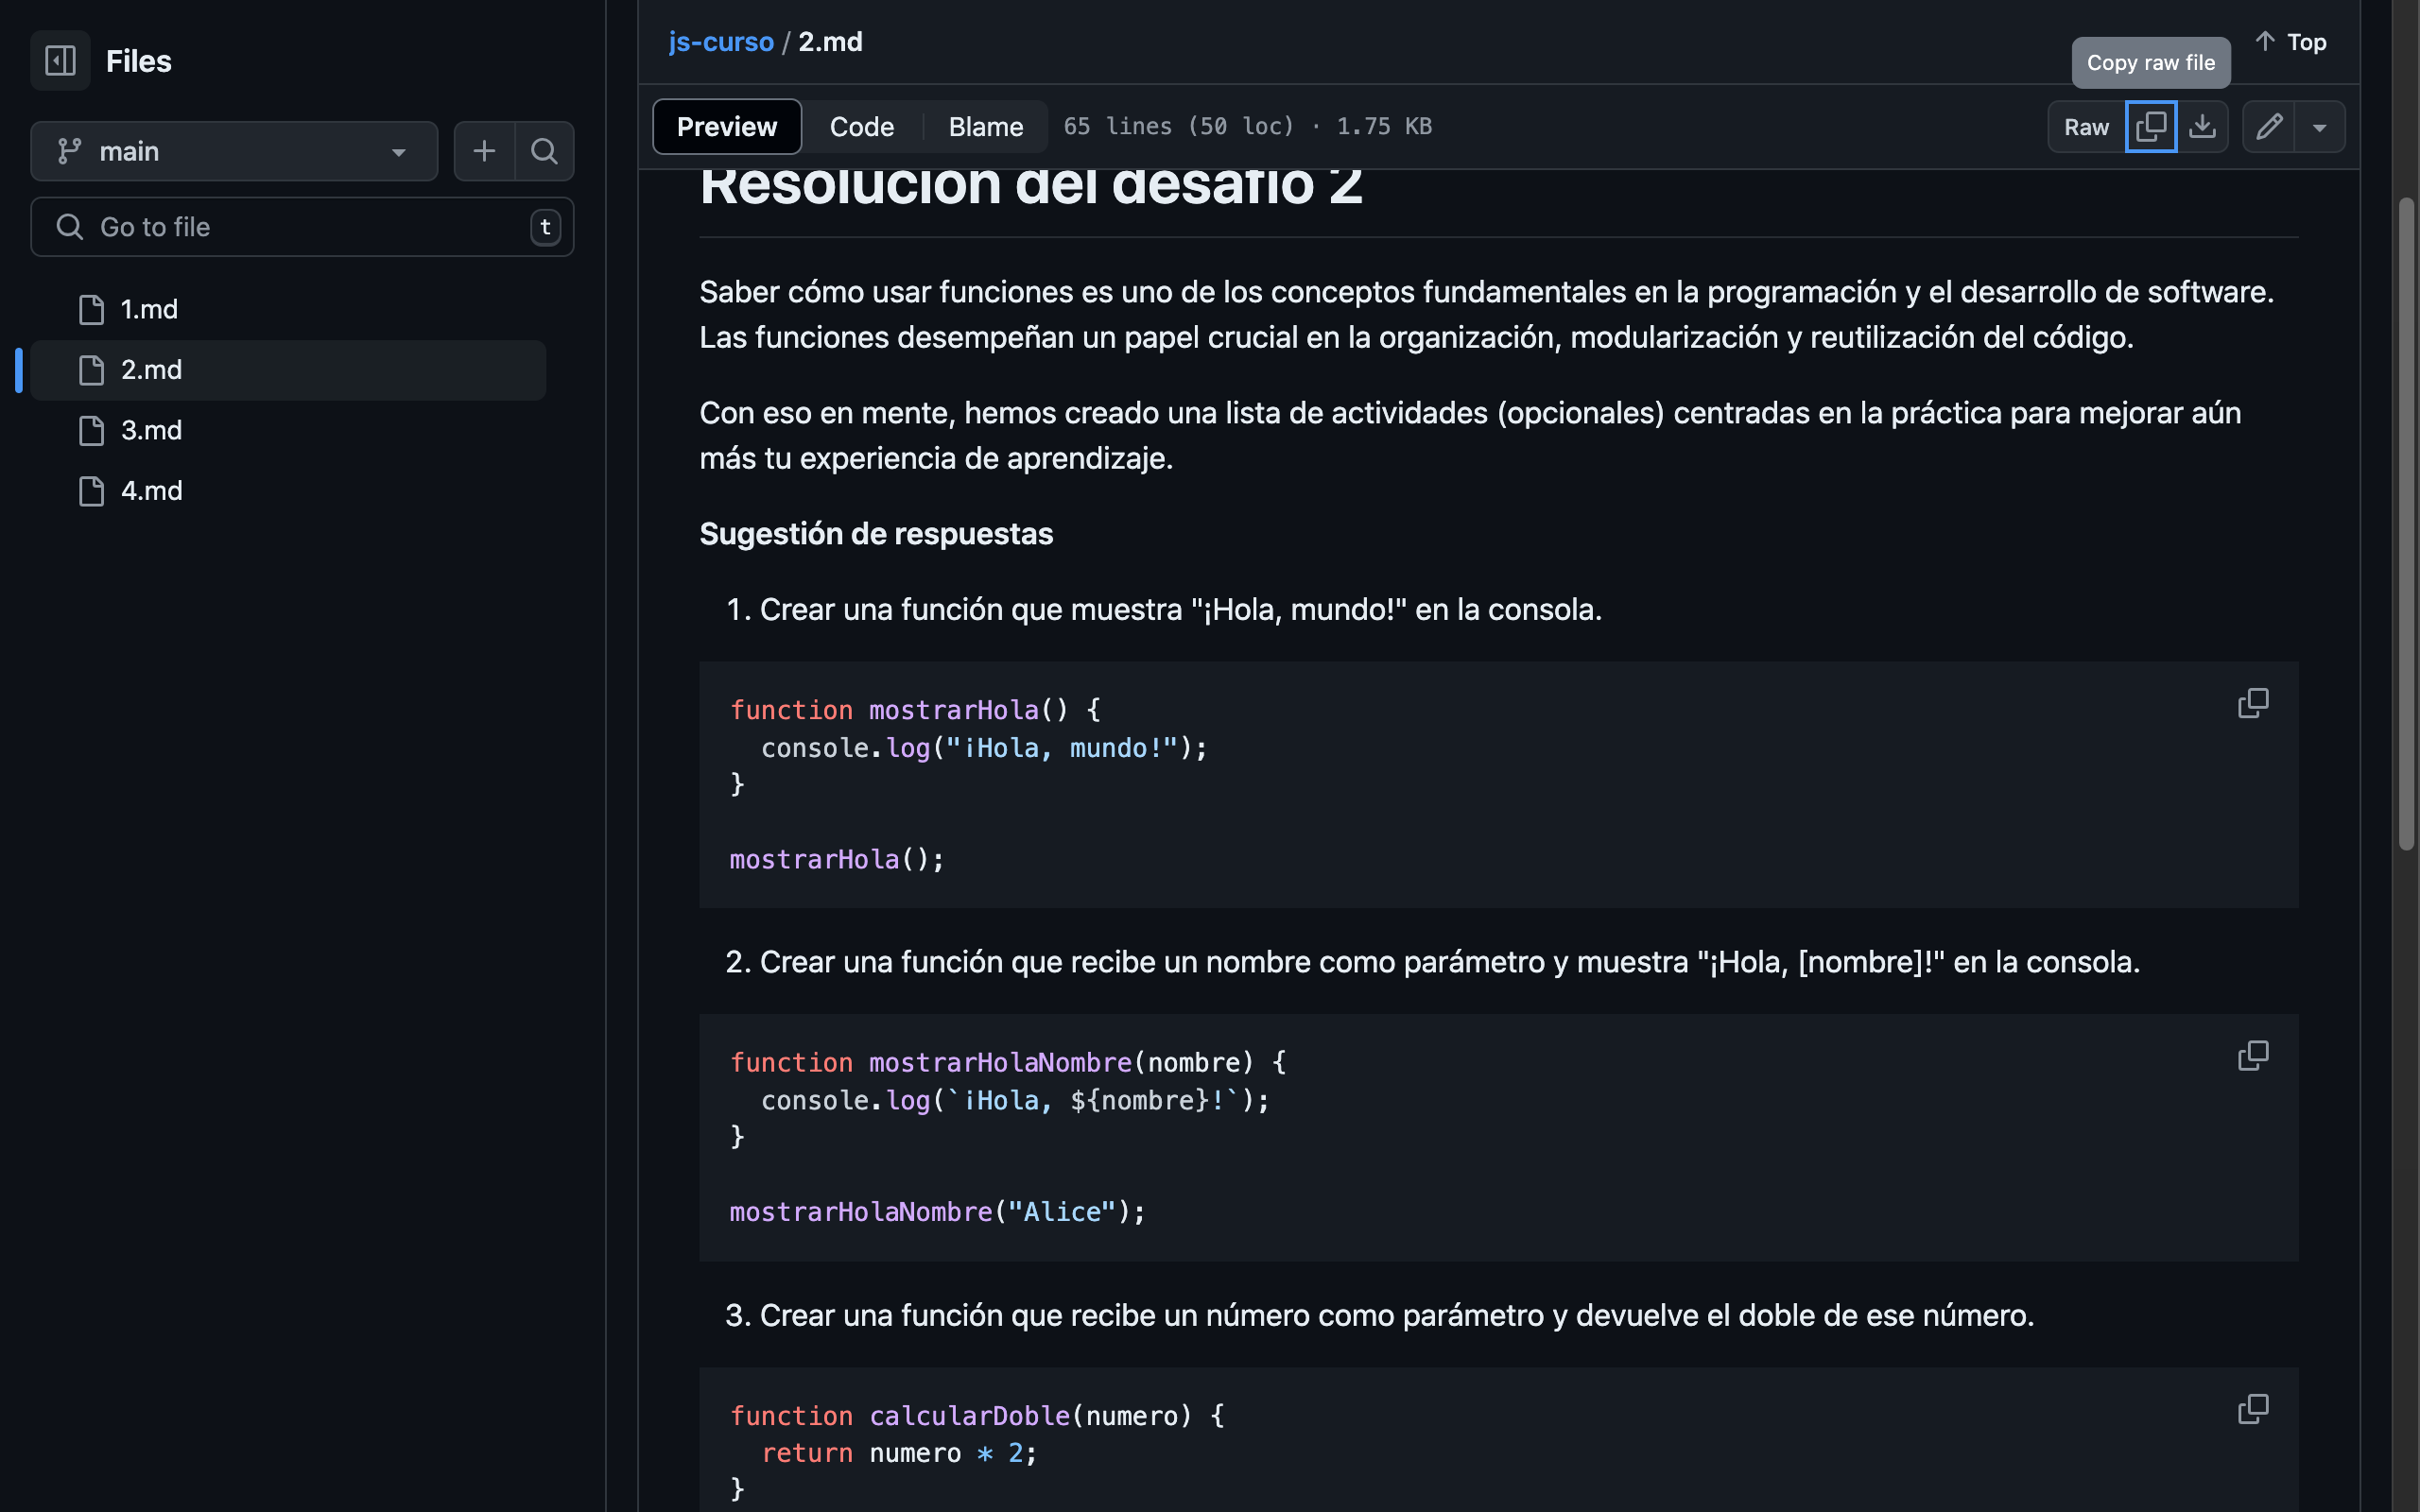 Files
main
Go to file
t
1.md
2.md
3.md
4.md
js-curso / 2.md
Copy raw file
Top
Preview
Code
Blame
65 lines (50 loc) · 1.75 KB
Raw
Resolución del desafío 2
Saber cómo usar funciones es uno de los conceptos fundamentales en la programación y el desarrollo de software.
Las funciones desempeñan un papel crucial en la organización, modularización y reutilización del código.
Con eso en mente, hemos creado una lista de actividades (opcionales) centradas en la práctica para mejorar aún
más tu experiencia de aprendizaje.
Sugestión de respuestas
1. Crear una función que muestra "¡Hola, mundo!" en la consola.
function mostrarHola() {
  console.log("¡Hola, mundo!");
}
mostrarHola();
2. Crear una función que recibe un nombre como parámetro y muestra "¡Hola, [nombre]!" en la consola.
function mostrarHolaNombre(nombre) {
  console.log(`¡Hola, ${nombre}!`);
}
mostrarHolaNombre("Alice");
3. Crear una función que recibe un número como parámetro y devuelve el doble de ese número.
function calcularDoble(numero) {
  return numero * 2;
}